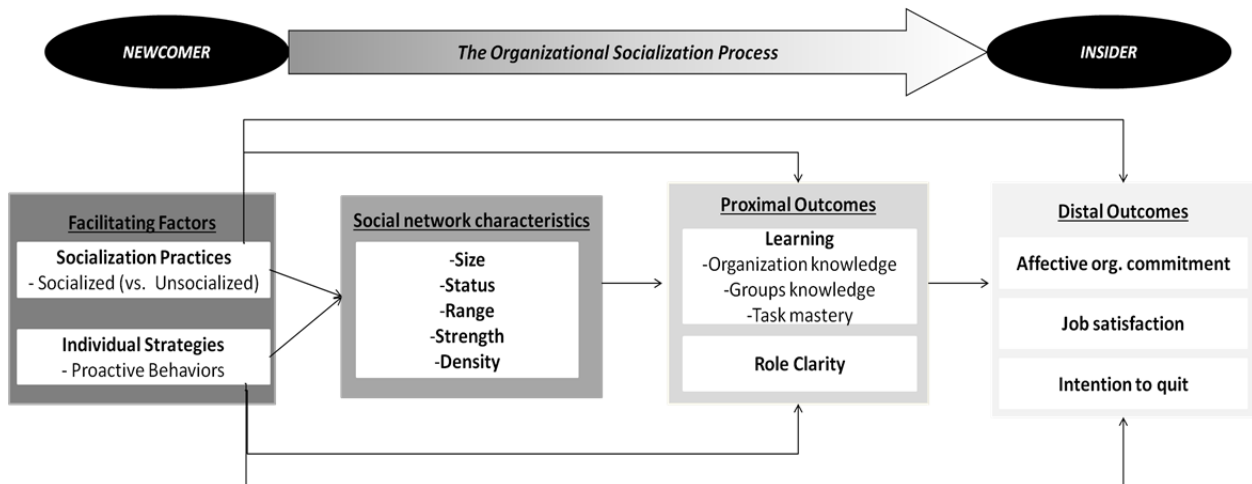 NEWCOMER
The Organizational Socialization Process
INSIDER
Facilitating Factors
Socialization Practices
- Socialized (vs. Unsocialized)
Individual Strategies
- Proactive Behaviors
Social network characteristics
-Size
-Status
-Range
-Strength
-Density
Proximal Outcomes
Learning
-Organization knowledge
-Groups knowledge
-Task mastery
Role Clarity
Distal Outcomes
Affective org. commitment
Job satisfaction
Intention to quit